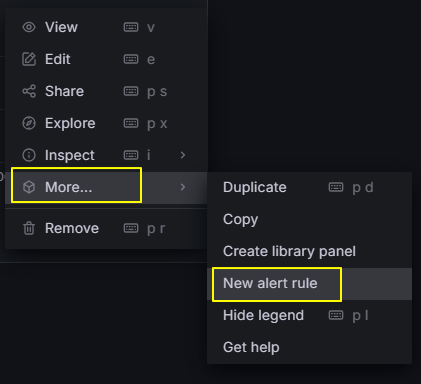 View v
Edit e
Share p s
Explore p x
Inspect i
More...
Remove p r
Duplicate p d
Copy
Create library panel
New alert rule
Hide legend p l
Get help